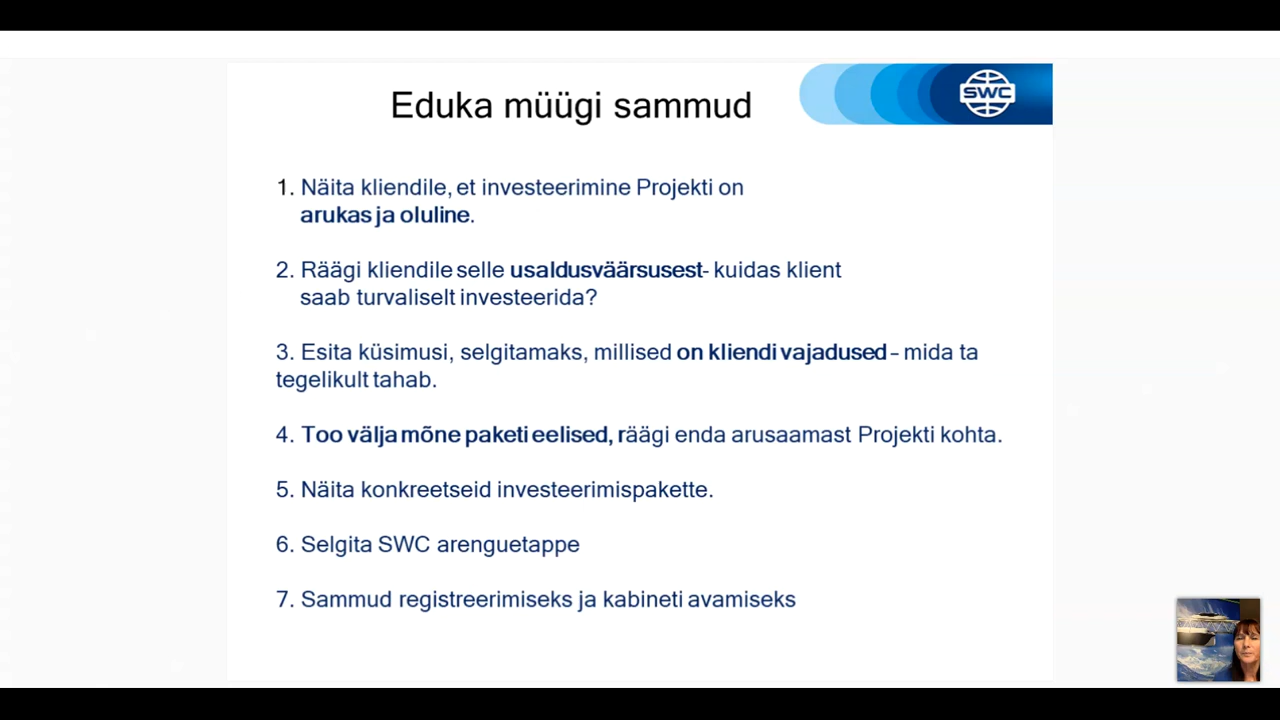 Eduka müügi sammud
SWC
1. Näita kliendile, et investeerimine Projekti on
arukas ja oluline.
2. Räägi kliendile selle usaldusväärsusest- kuidas klient
saab turvaliselt investeerida?
3. Esita küsimusi, selgitamaks, millised on kliendi vajadused – mida ta
tegelikult tahab.
4. Too välja mõne paketi eelised, räägi enda arusaamast Projekti kohta.
5. Näita konkreetseid investeerimispakette.
6. Selgita SWC arenguetappe
7. Sammud registreerimiseks ja kabineti avamiseks